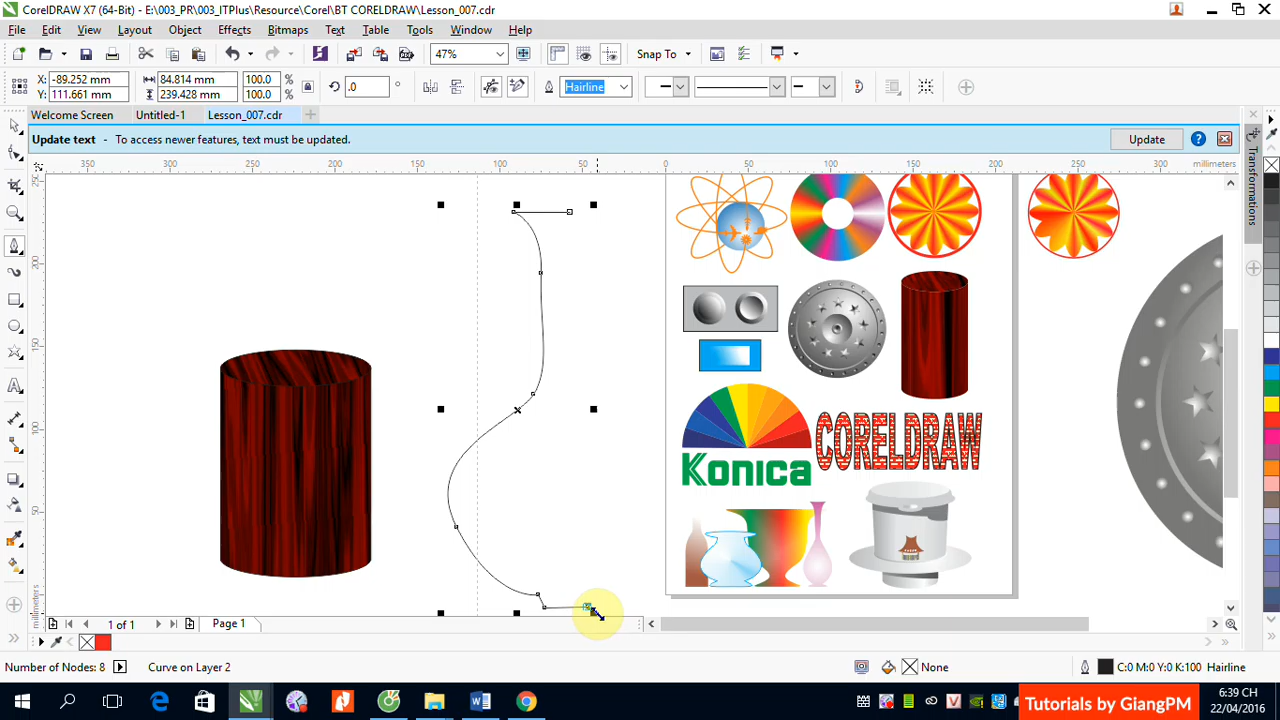 CorelDRAW X7 (64-Bit) - E:\003_PR\003_ITPlus\Resource\Corel\BT CORELDRAW\Lesson_007.cdr
File Edit View Layout Object Effects Bitmaps Text Table Tools Window Help
47% Snap To
X: -89.252 mm 84.814 mm 100.0 % .0 ° Hairline
Y: 111.661 mm 239.428 mm 100.0 %
Welcome Screen Untitled-1 Lesson_007.cdr
Update text - To access newer features, text must be updated. Update
350 300 250 200 150 100 50 0 50 100 150 200 250 300 millimeters
Transformations
200
150
100
50
millimeters
CORELDRAW
Konica
1 of 1 Page 1
Number of Nodes: 8 Curve on Layer 2 None C:0 M:0 Y:0 K:100 Hairline
Tutorials by GiangPM
6:39 CH
22/04/2016